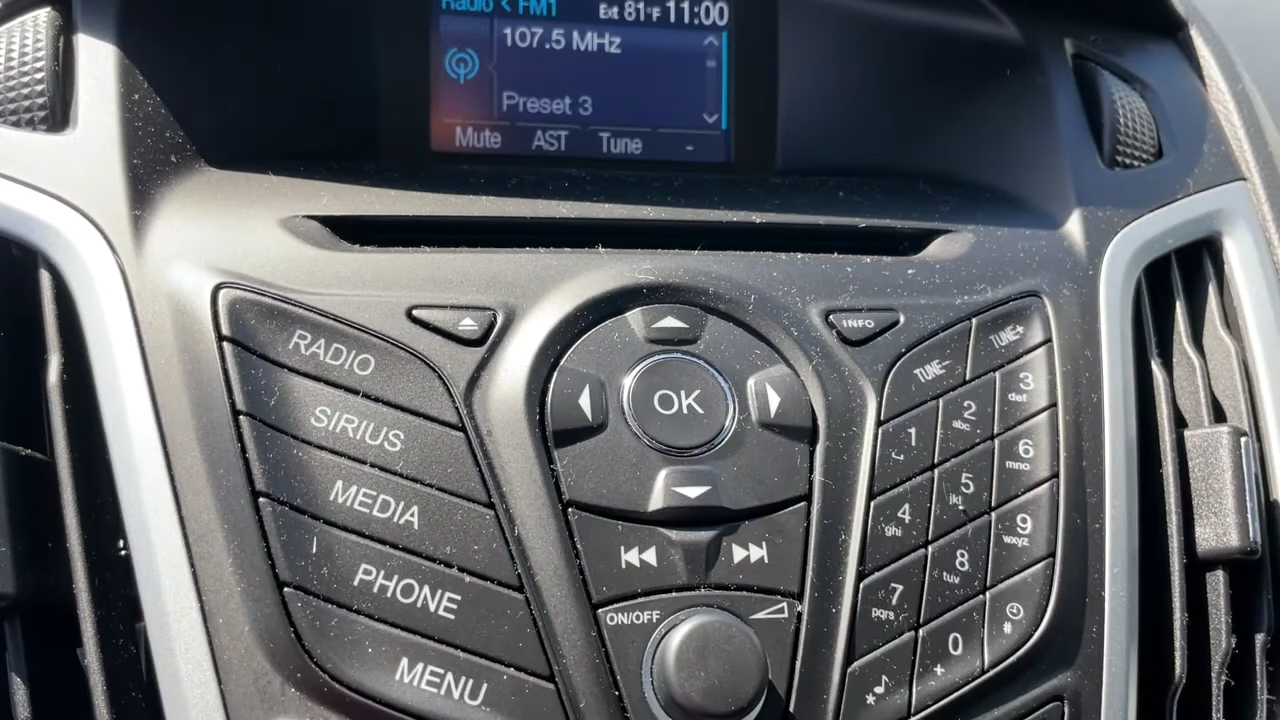 Radio < FM1 Ext 81°F 11:00
107.5 MHz
Preset 3
Mute AST Tune -
RADIO
SIRIUS
MEDIA
PHONE
MENU
OK
ON/OFF
INFO
TUNE- TUNE+
1 2 abc 3 def
4 ghi 5 jkl 6 mno
7 pqrs 8 tuv 9 wxyz
* 0 + #